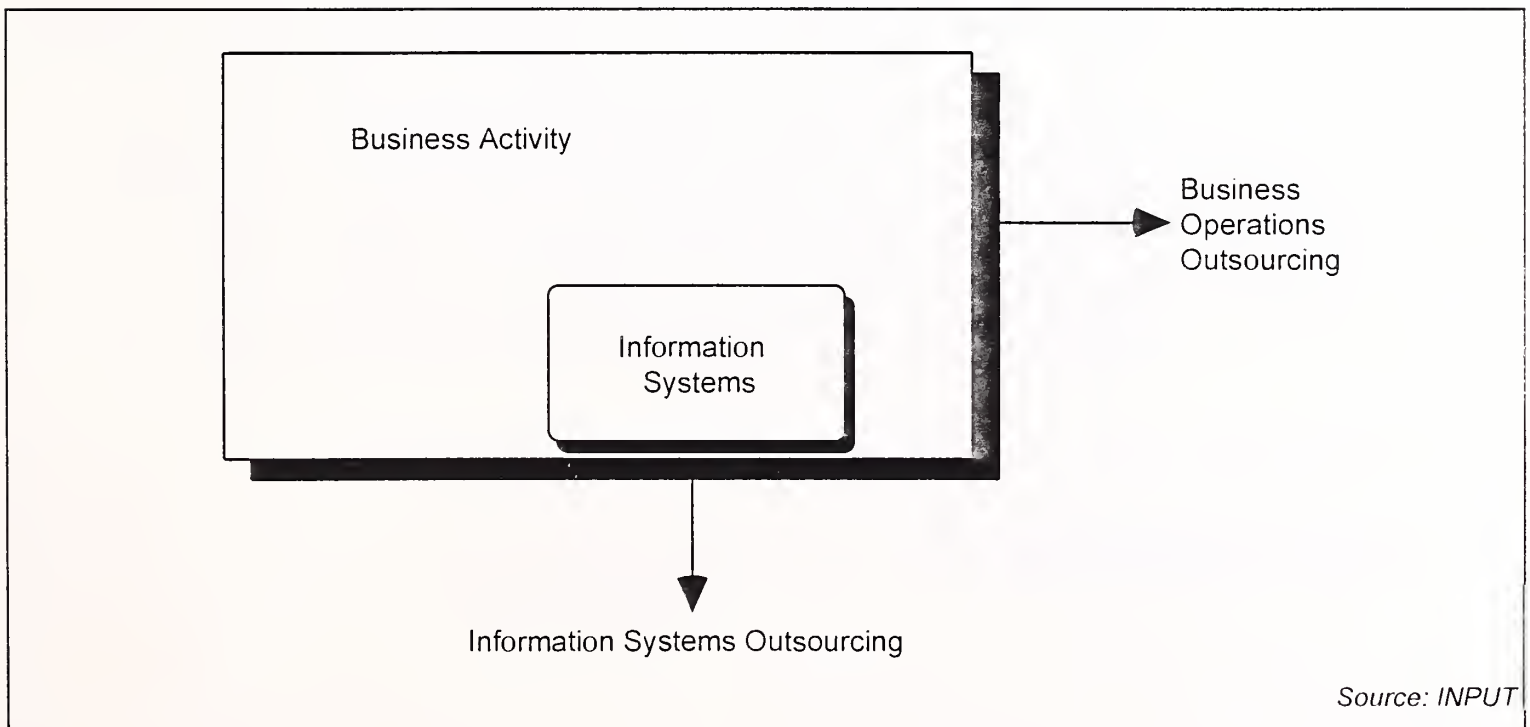 Business Activity
Business
Operations
Outsourcing
Information
Systems
Information Systems Outsourcing
Source: INPUT